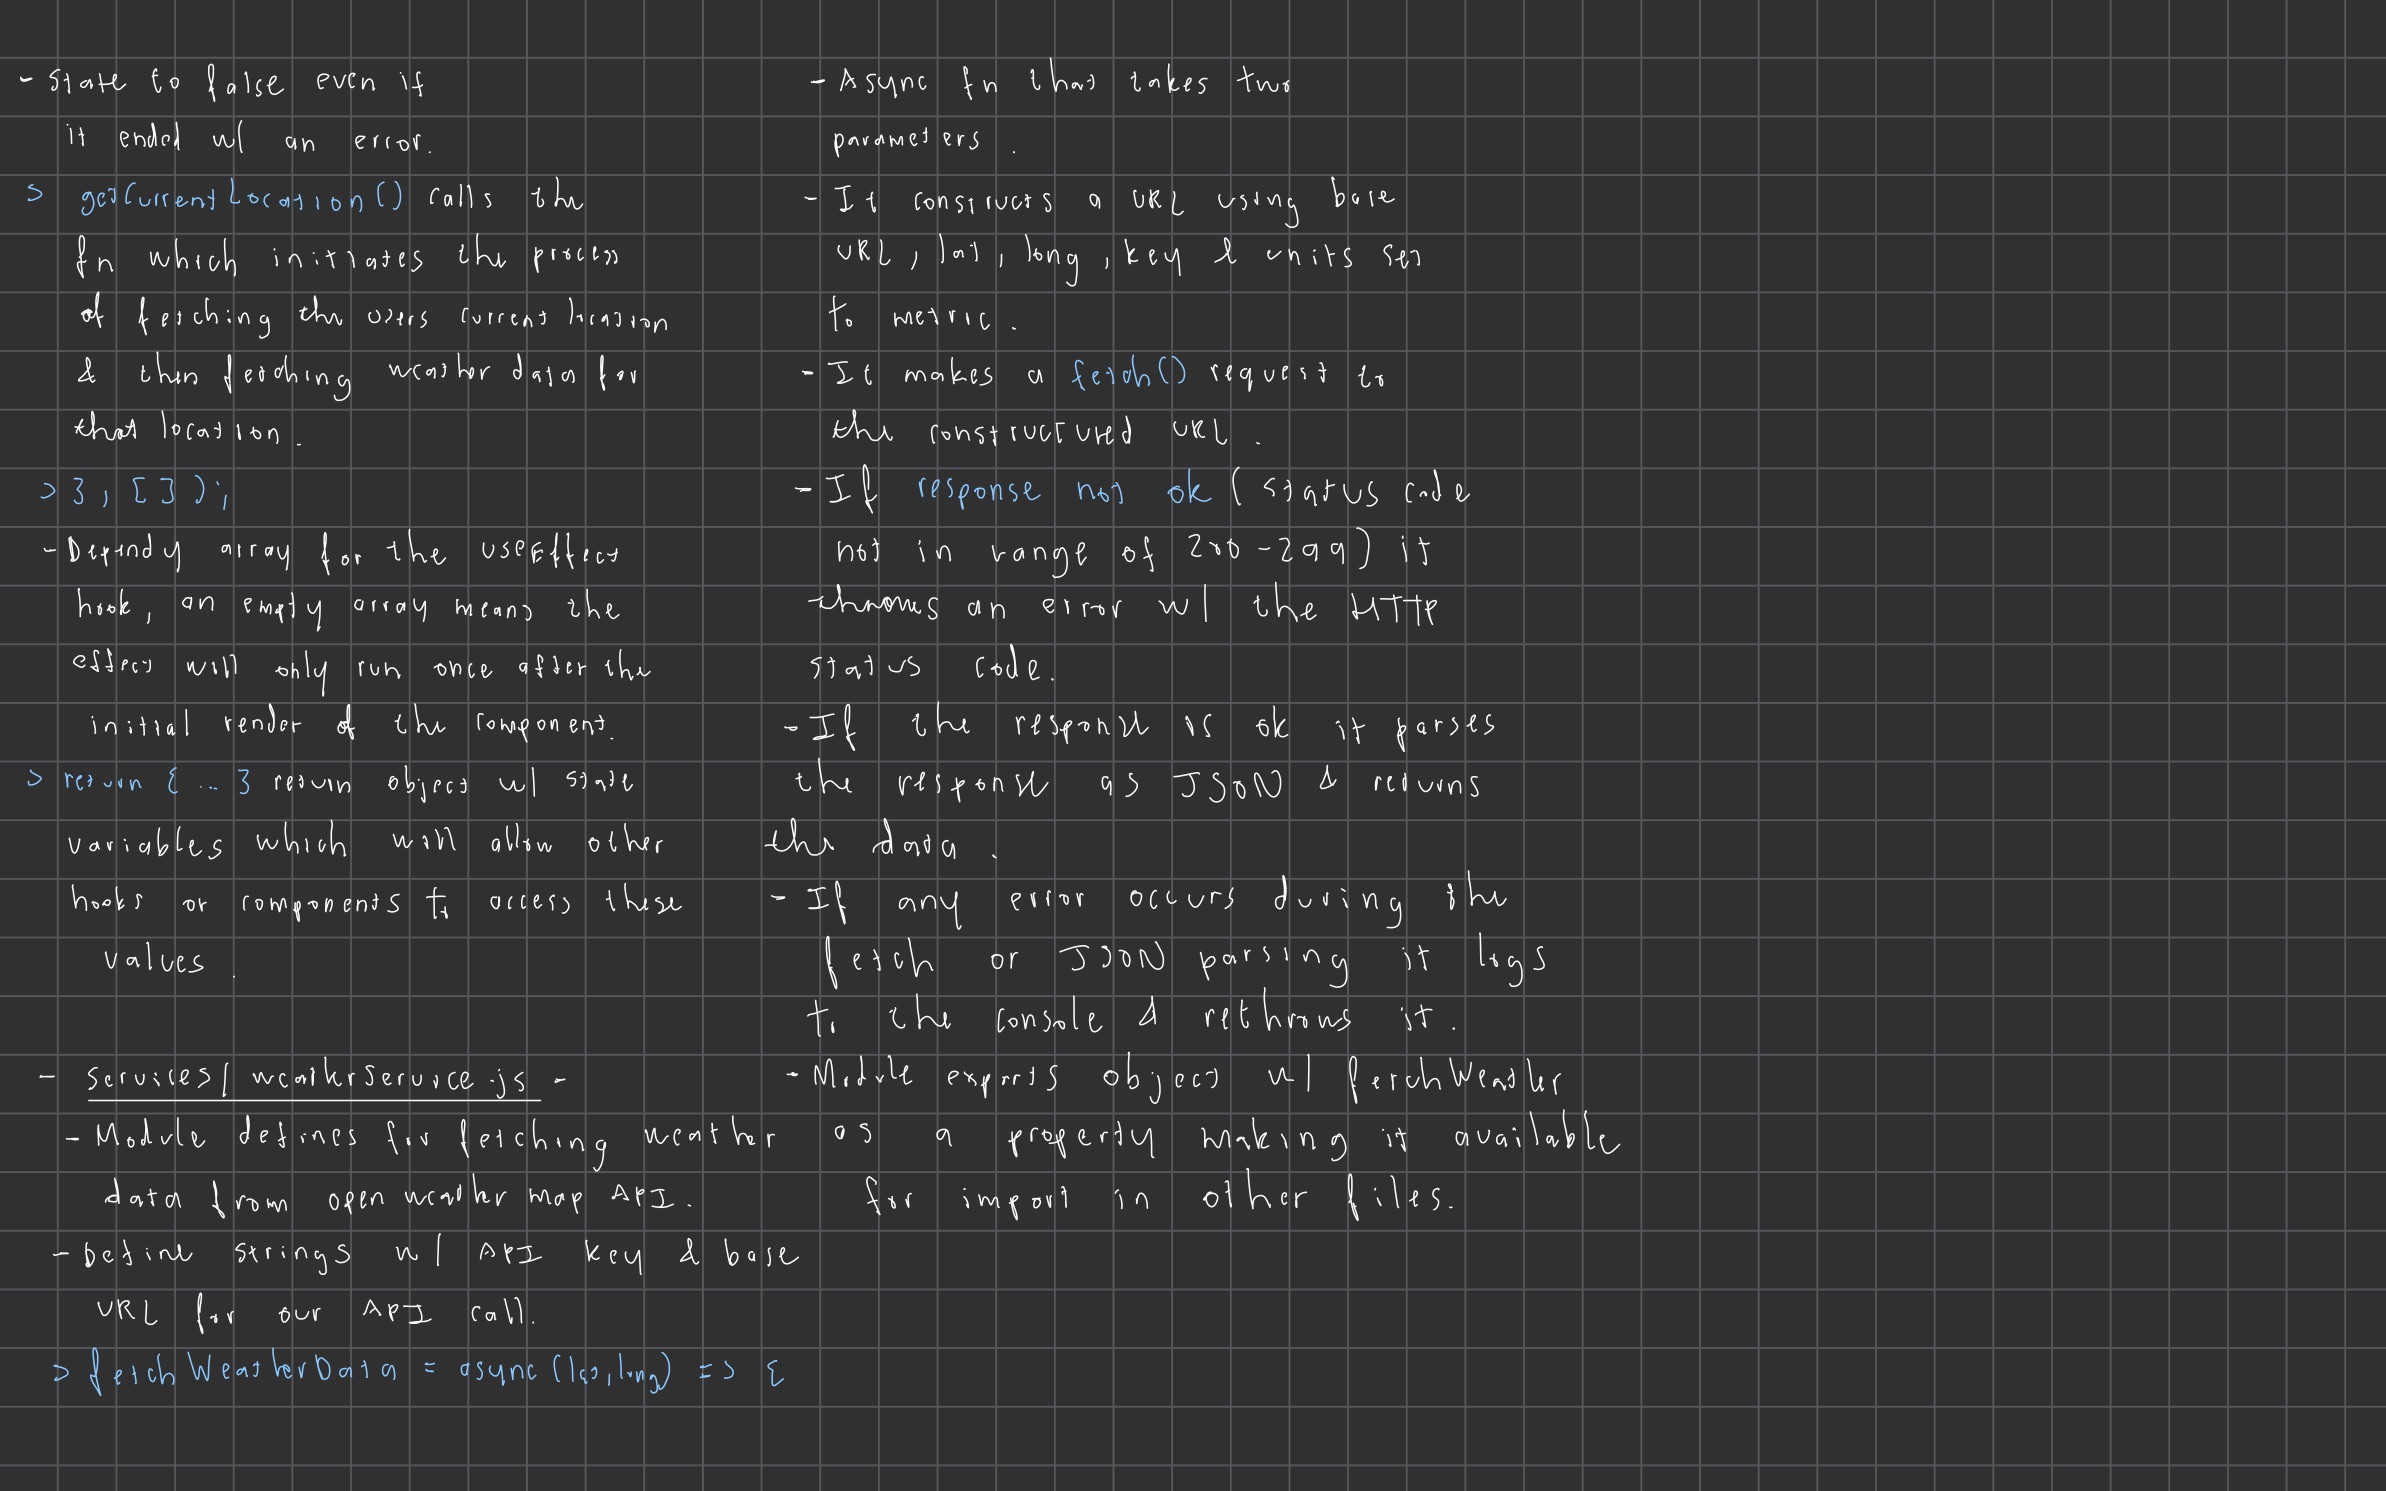 - State to false even if
it ended w/ an error.
> getCurrentLocation() calls the
fn which initiates the process
of fetching the users current location
& then fetching weather data for
that location.
> }, [] );
- Dependy array for the useEffect
hook, an empty array means the
effect will only run once after the
initial render of the component.
> return { ... } return object w/ state
variables which will allow other
hooks or components to access these
values.
- services/weatherService.js -
- Module defines for fetching weather
data from open weather map API.
- Define strings w/ API key & base
URL for our API call.
> fetchWeatherData = async (lat, long) => {
- Async fn that takes two
parameters.
- It constructs a URL using base
URL, lat, long, key & units set
to metric.
- It makes a fetch() request to
the constructured URL.
- If response not ok (status code
not in range of 200-299) it
throws an error w/ the HTTP
status code.
- If the response is ok it parses
the response as JSON & returns
the data.
- If any error occurs during the
fetch or JSON parsing it logs
to the console & rethrows it.
- Module exports object w/ fetchWeather
as a property making it available
for import in other files.